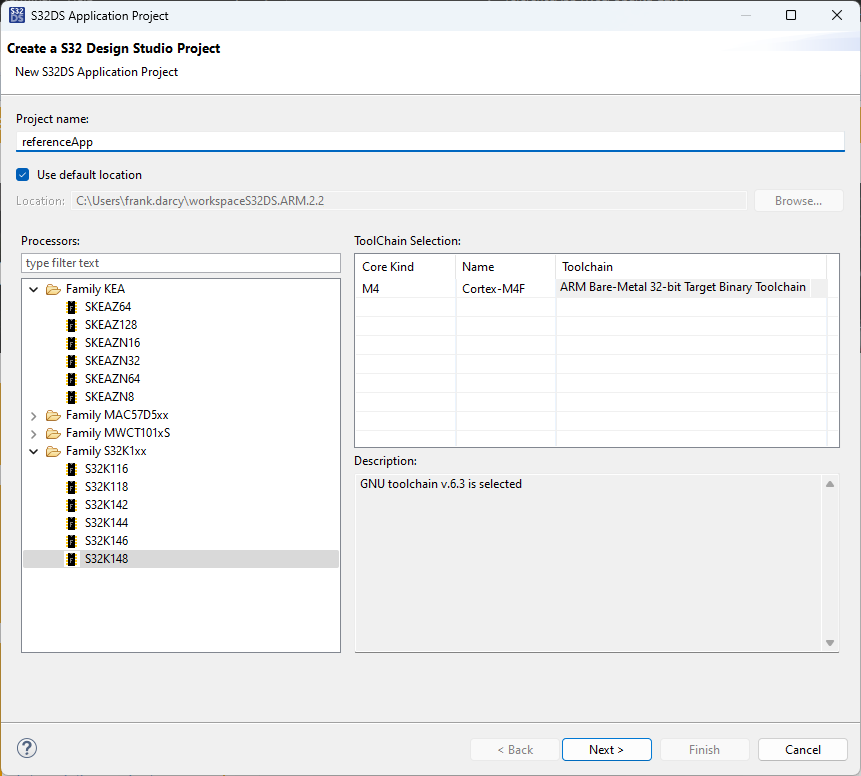 S32DS Application Project
Create a S32 Design Studio Project
New S32DS Application Project
Project name:
referenceApp
Use default location
Location: C:\Users\frank.darcy\workspaceS32DS.ARM.2.2 Browse...
Processors:
type filter text
Family KEA
SKEAZ64
SKEAZ128
SKEAZN16
SKEAZN32
SKEAZN64
SKEAZN8
Family MAC57D5xx
Family MWCT101xS
Family S32K1xx
S32K116
S32K118
S32K142
S32K144
S32K146
S32K148
ToolChain Selection:
Core Kind Name Toolchain
M4 Cortex-M4F ARM Bare-Metal 32-bit Target Binary Toolchain
Description:
GNU toolchain v.6.3 is selected
? < Back Next > Finish Cancel